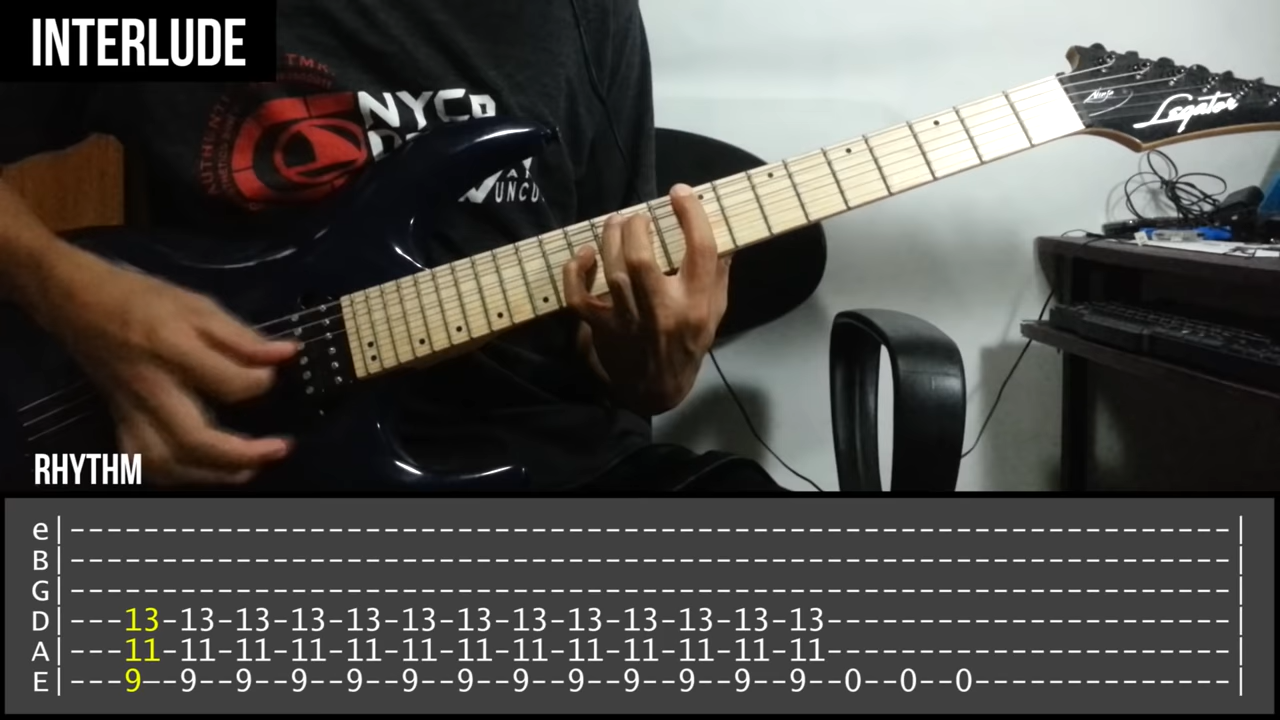 INTERLUDE
Legator
RHYTHM
e|---------------------------------------------------------------|
B|---------------------------------------------------------------|
G|---------------------------------------------------------------|
D|---13-13-13-13-13-13-13-13-13-13-13-13-13----------------------|
A|---11-11-11-11-11-11-11-11-11-11-11-11-11----------------------|
E|---9--9--9--9--9--9--9--9--9--9--9--9--9--0--0--0--------------|